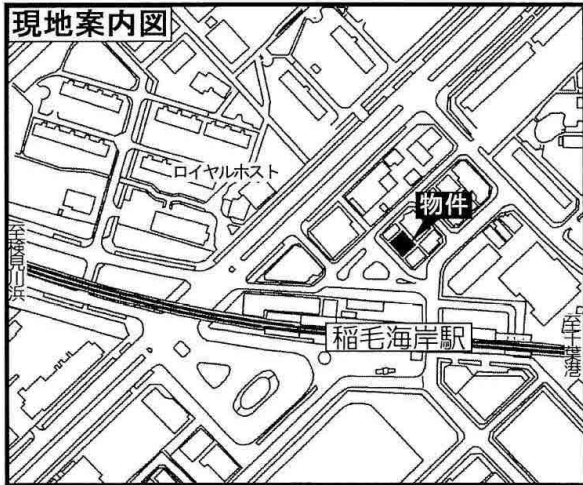 現地案内図
ロイヤルホスト
物件
至検見川浜
稲毛海岸駅
至千葉港